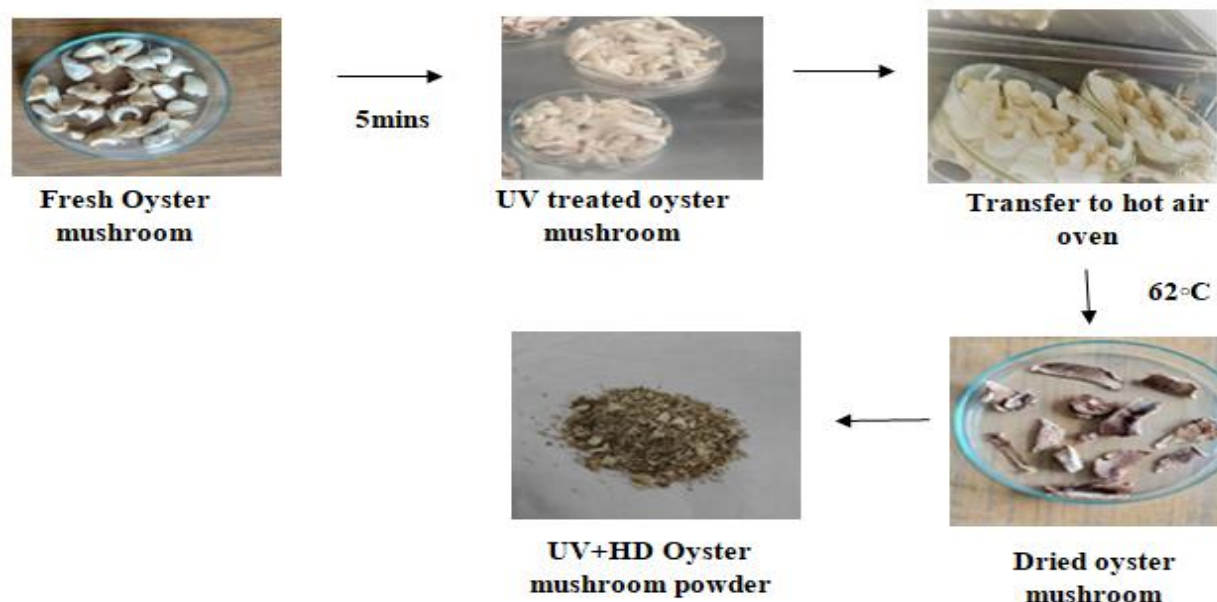 5mins
Fresh Oyster
mushroom
UV treated oyster
mushroom
Transfer to hot air
oven
62◦C
Dried oyster
mushroom
UV+HD Oyster
mushroom powder